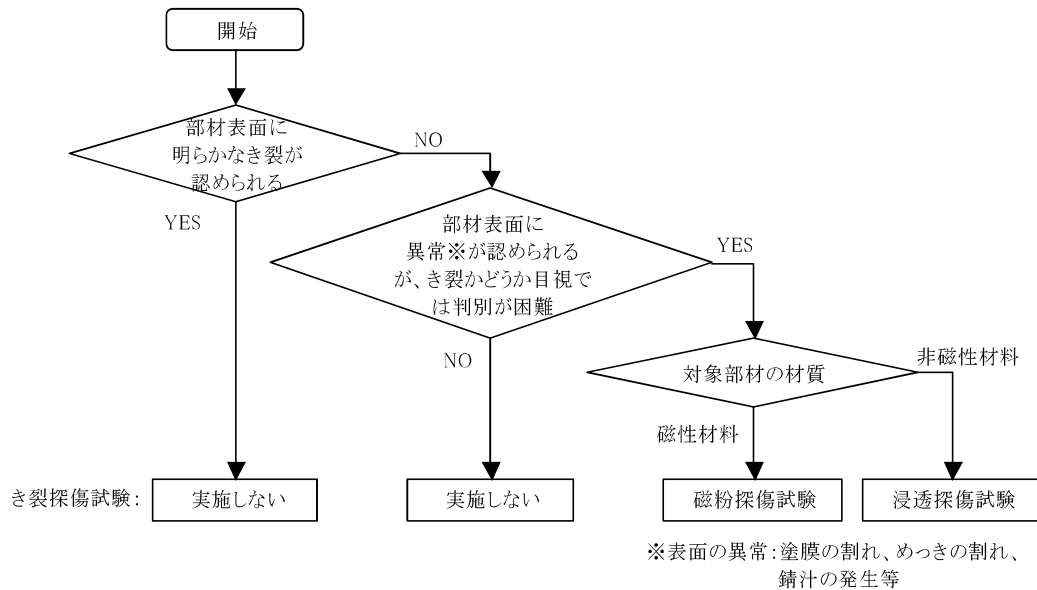 開始
部材表面に
明らかなき裂が
認められる
NO
YES
部材表面に
異常※が認められる
が、き裂かどうか目視で
は判別が困難
YES
NO
対象部材の材質
非磁性材料
磁性材料
き裂探傷試験：
実施しない
実施しない
磁粉探傷試験
浸透探傷試験
※表面の異常：塗膜の割れ、めっきの割れ、
錆汁の発生等